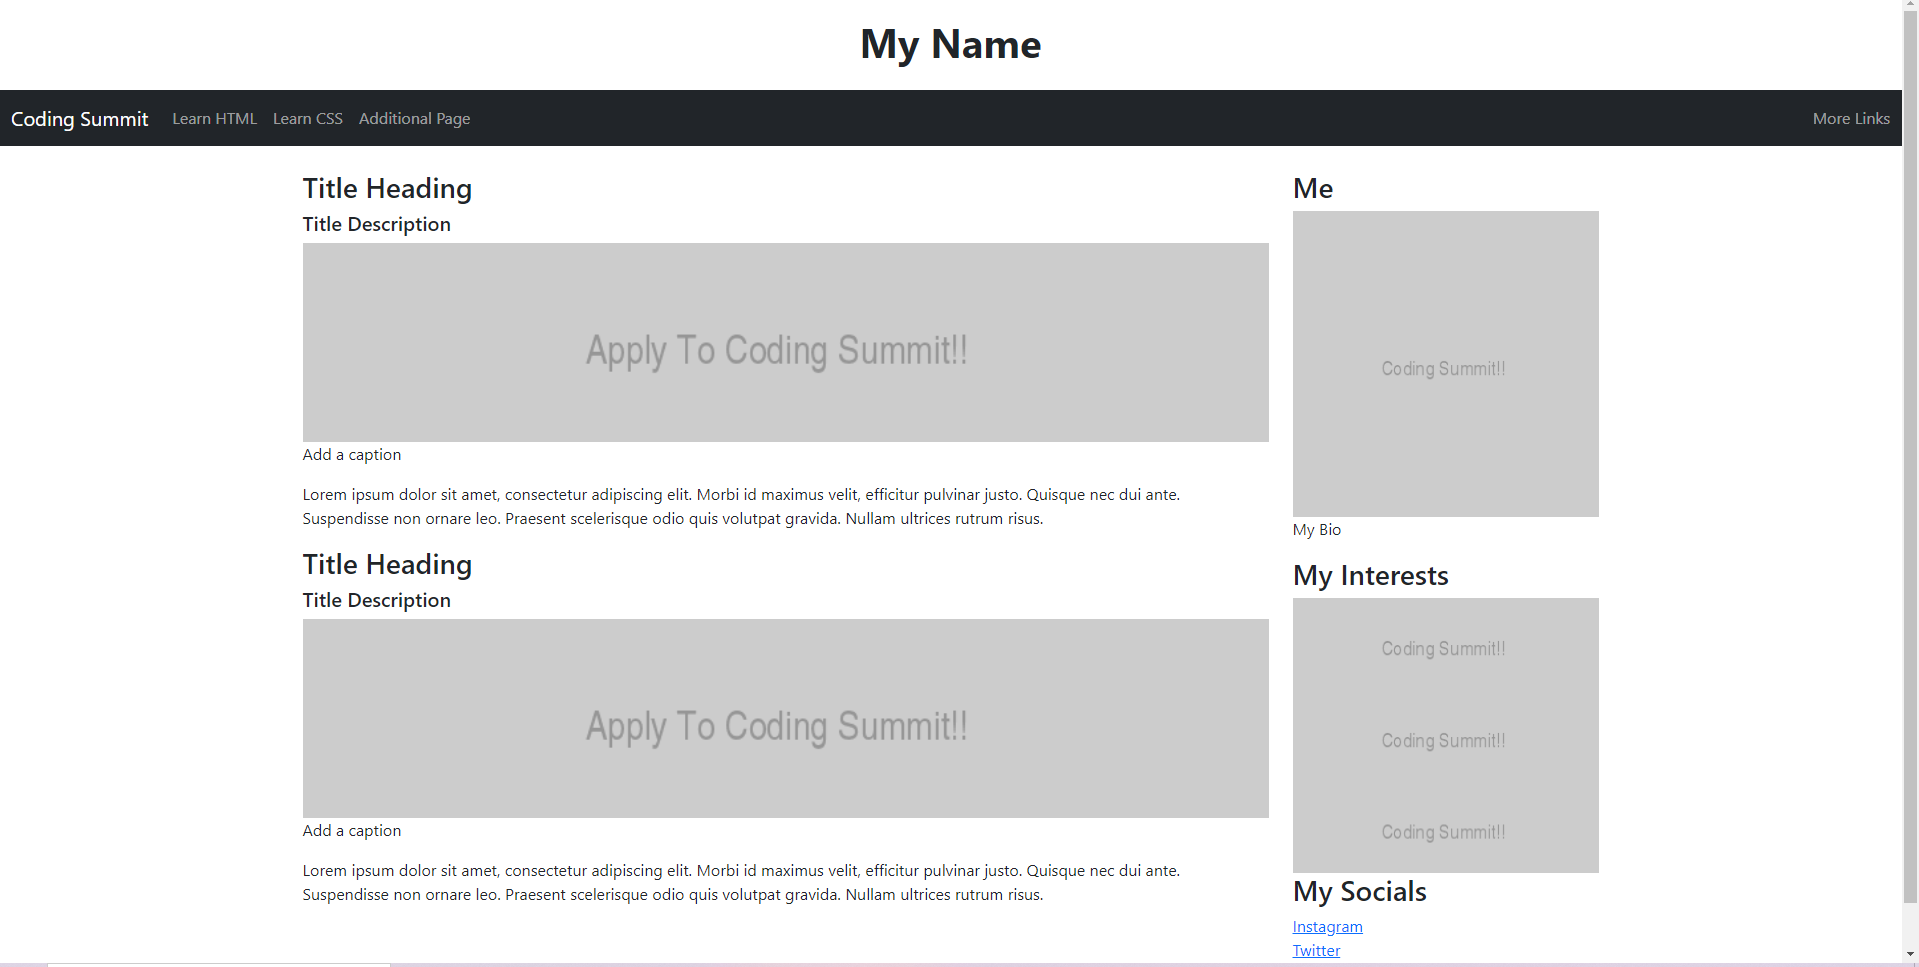 My Name
Coding Summit Learn HTML Learn CSS Additional Page More Links
Title Heading
Title Description
Apply To Coding Summit!!
Add a caption
Lorem ipsum dolor sit amet, consectetur adipiscing elit. Morbi id maximus velit, efficitur pulvinar justo. Quisque nec dui ante.
Suspendisse non ornare leo. Praesent scelerisque odio quis volutpat gravida. Nullam ultrices rutrum risus.
Title Heading
Title Description
Apply To Coding Summit!!
Add a caption
Lorem ipsum dolor sit amet, consectetur adipiscing elit. Morbi id maximus velit, efficitur pulvinar justo. Quisque nec dui ante.
Suspendisse non ornare leo. Praesent scelerisque odio quis volutpat gravida. Nullam ultrices rutrum risus.
Me
Coding Summit!!
My Bio
My Interests
Coding Summit!!
Coding Summit!!
Coding Summit!!
My Socials
Instagram
Twitter